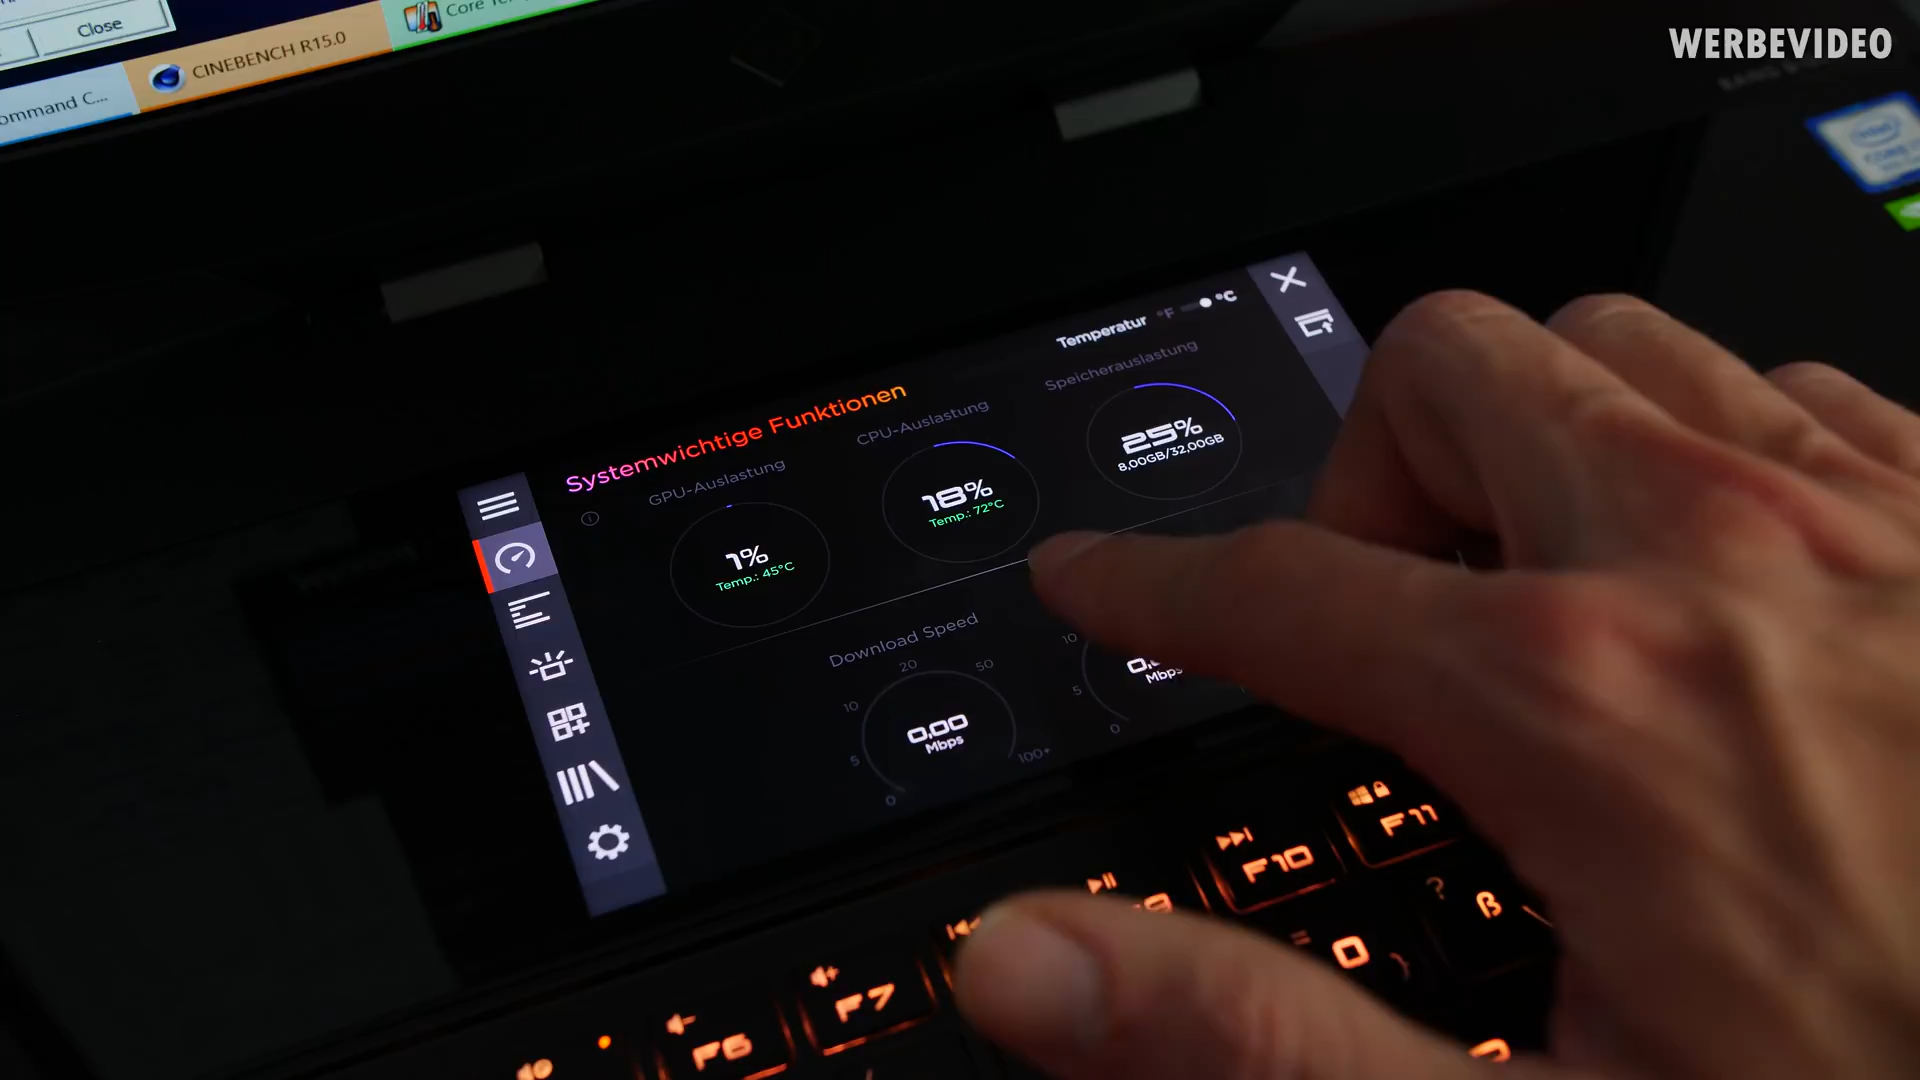 WERBEVIDEO
Close
CINEBENCH R15.0
Core
ommand C...
intel
CORE
Temperatur °F °C
Systemwichtige Funktionen
GPU-Auslastung
1%
Temp.: 45°C
CPU-Auslastung
18%
Temp.: 72°C
Speicherauslastung
25%
8,00GB/32,00GB
Download Speed
0 5 10 20 50 100+
0,00
Mbps
0 5 10
Mbps
F6
F7
F10
F11
0
?
ß